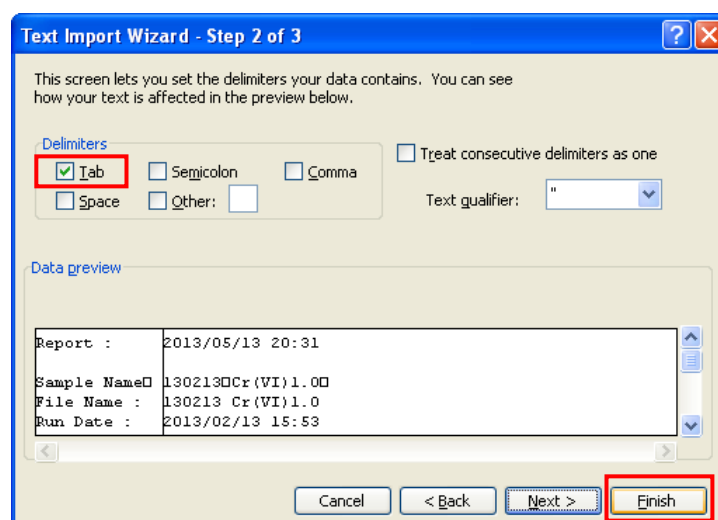 Text Import Wizard - Step 2 of 3
This screen lets you set the delimiters your data contains. You can see
how your text is affected in the preview below.
Delimiters
Tab Semicolon Comma
Space Other:
Treat consecutive delimiters as one
Text qualifier: "
Data preview
Report : 2013/05/13 20:31
Sample Name□ 130213□Cr(VI)1.0□
File Name : 130213 Cr(VI)1.0
Run Date : 2013/02/13 15:53
Cancel < Back Next > Finish